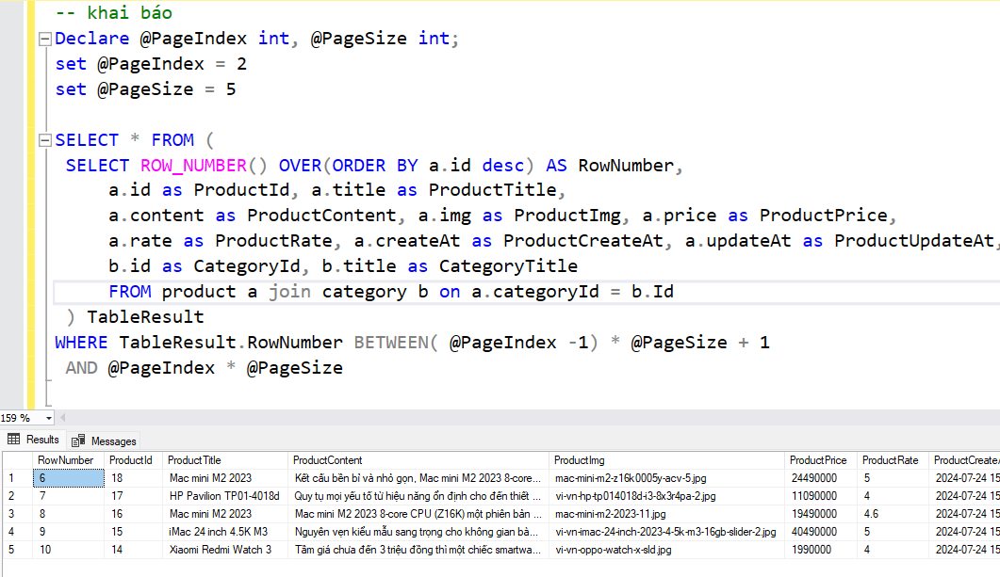 -- khai báo
Declare @PageIndex int, @PageSize int;
set @PageIndex = 2
set @PageSize = 5
SELECT * FROM (
SELECT ROW_NUMBER() OVER(ORDER BY a.id desc) AS RowNumber,
a.id as ProductId, a.title as ProductTitle,
a.content as ProductContent, a.img as ProductImg, a.price as ProductPrice,
a.rate as ProductRate, a.createAt as ProductCreateAt, a.updateAt as ProductUpdateAt,
b.id as CategoryId, b.title as CategoryTitle
FROM product a join category b on a.categoryId = b.Id
) TableResult
WHERE TableResult.RowNumber BETWEEN( @PageIndex -1) * @PageSize + 1
AND @PageIndex * @PageSize
159 %
Results Messages
RowNumber ProductId ProductTitle ProductContent ProductImg ProductPrice ProductRate ProductCreate
1 6 18 Mac mini M2 2023 Kết cấu bền bỉ và nhỏ gọn, Mac mini M2 2023 8-core... mac-mini-m2-z16k0005y-acv-5.jpg 24490000 5 2024-07-24 15
2 7 17 HP Pavilion TP01-4018d Quy tụ mọi yếu tố từ hiệu năng ổn định cho đến thiết ... vi-vn-hp-tp014018d-i3-8x3r4pa-2.jpg 11090000 4 2024-07-24 15
3 8 16 Mac mini M2 2023 Mac mini M2 2023 8-core CPU (Z16K) một phiên bản ... mac-mini-m2-2023-11.jpg 19490000 4.6 2024-07-24 15
4 9 15 iMac 24 inch 4.5K M3 Nguyên vẹn kiểu mẫu sang trọng cho không gian bà... vi-vn-imac-24-inch-2023-4-5k-m3-16gb-slider-2.jpg 40490000 5 2024-07-24 15
5 10 14 Xiaomi Redmi Watch 3 Tầm giá chưa đến 3 triệu đồng thì một chiếc smartwa... vi-vn-oppo-watch-x-sld.jpg 1990000 4 2024-07-24 15